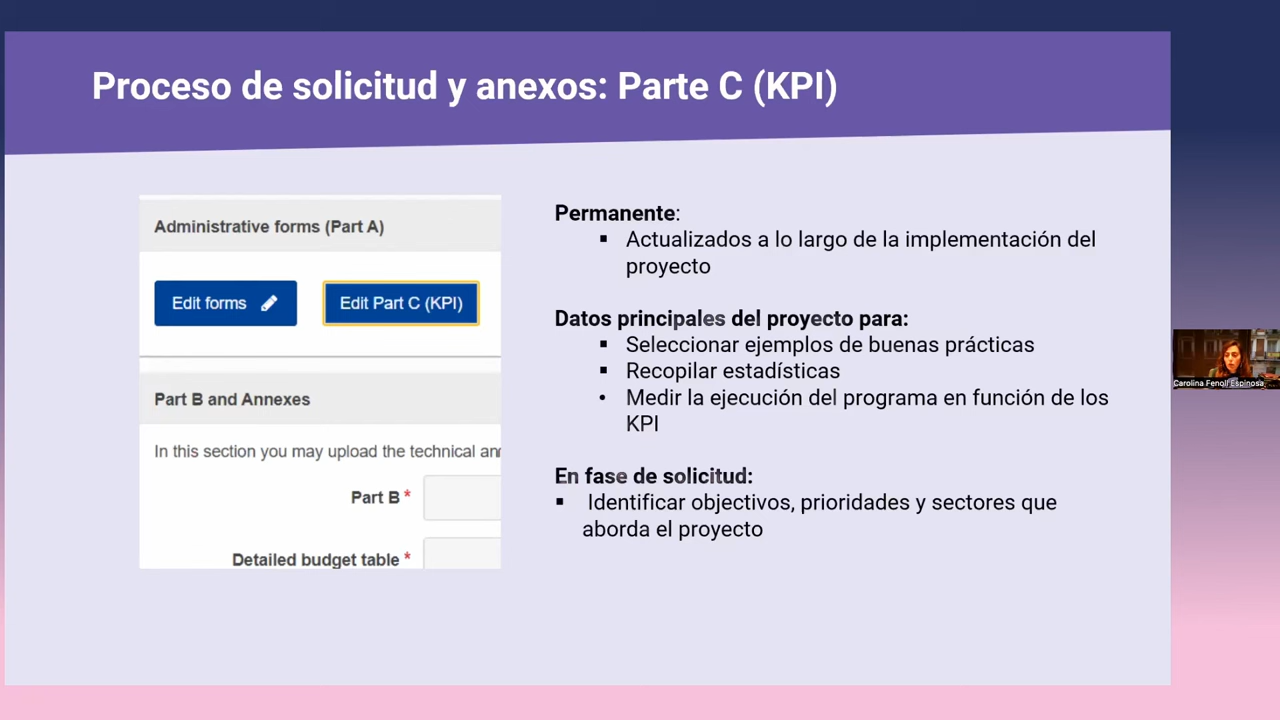 Proceso de solicitud y anexos: Parte C (KPI)
Administrative forms (Part A)
Edit forms
Edit Part C (KPI)
Part B and Annexes
In this section you may upload the technical an
Part B *
Detailed budget table *
Permanente:
▪ Actualizados a lo largo de la implementación del
proyecto
Datos principales del proyecto para:
▪ Seleccionar ejemplos de buenas prácticas
▪ Recopilar estadísticas
• Medir la ejecución del programa en función de los
KPI
En fase de solicitud:
▪ Identificar objectivos, prioridades y sectores que
aborda el proyecto
Carolina Fenoll Espinosa